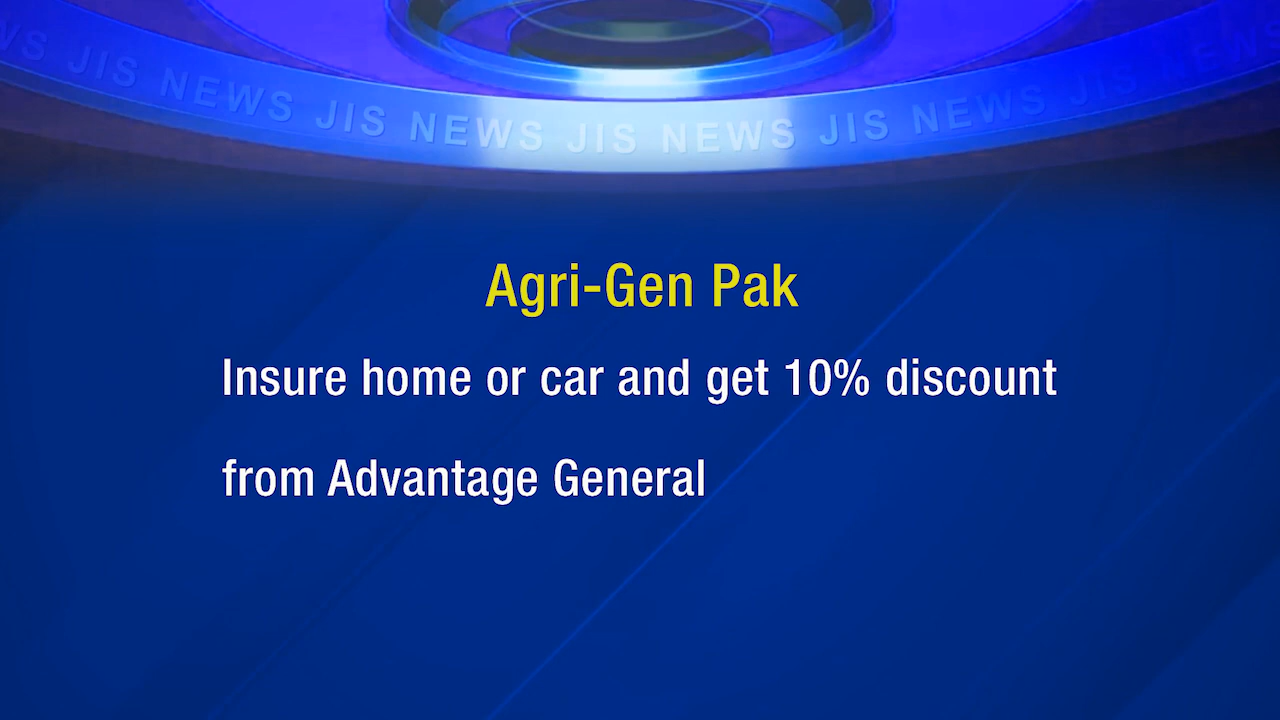 WS JIS NEWS JIS NEWS JIS NEWS JIS NEWS JIS NEWS
Agri-Gen Pak
Insure home or car and get 10% discount
from Advantage General